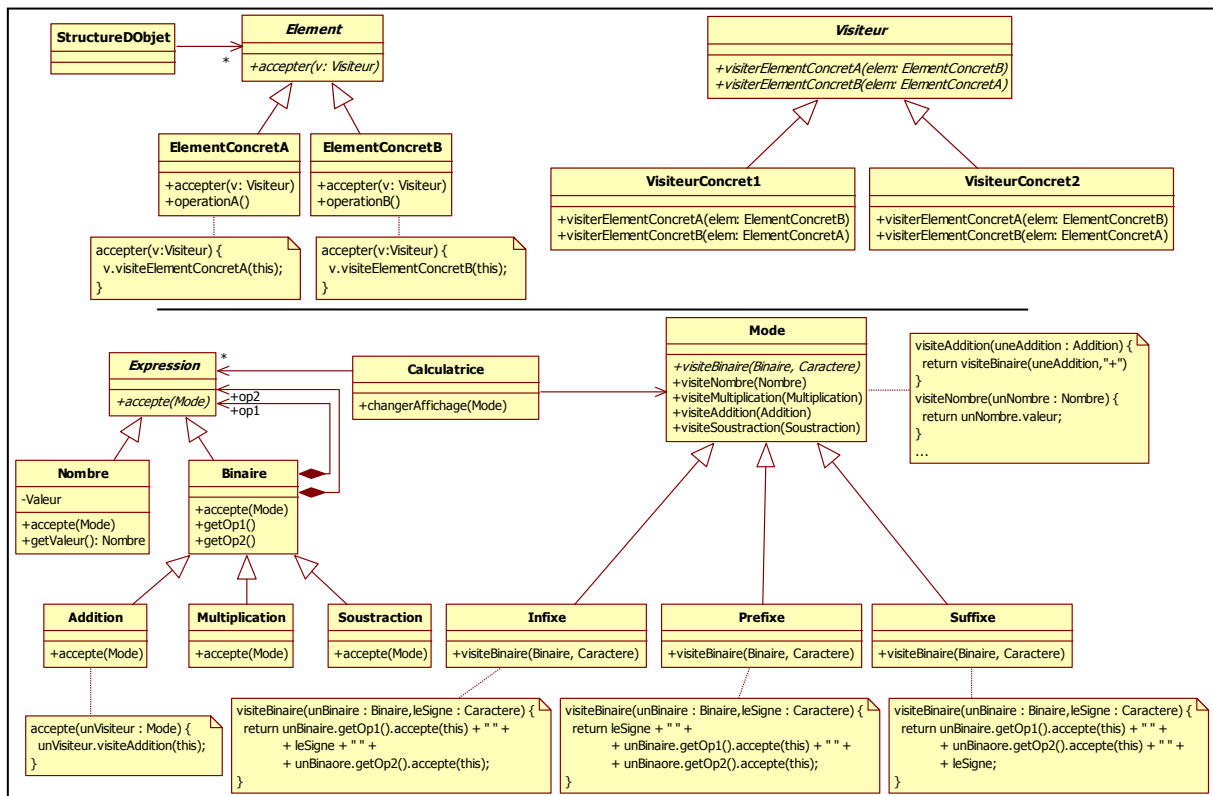 StructureDObjet
*
Element
+accepter(v: Visiteur)
Visiteur
+visiterElementConcretA(elem: ElementConcretB)
+visiterElementConcretB(elem: ElementConcretA)
ElementConcretA
+accepter(v: Visiteur)
+operationA()
ElementConcretB
+accepter(v: Visiteur)
+operationB()
VisiteurConcret1
+visiterElementConcretA(elem: ElementConcretB)
+visiterElementConcretB(elem: ElementConcretA)
VisiteurConcret2
+visiterElementConcretA(elem: ElementConcretB)
+visiterElementConcretB(elem: ElementConcretA)
accepter(v:Visiteur) {
v.visiteElementConcretA(this);
}
accepter(v:Visiteur) {
v.visiteElementConcretB(this);
}
Expression
+accepte(Mode)
*
+op2
+op1
Calculatrice
+changerAffichage(Mode)
Mode
+visiteBinaire(Binaire, Caractere)
+visiteNombre(Nombre)
+visiteMultiplication(Multiplication)
+visiteAddition(Addition)
+visiteSoustraction(Soustraction)
visiteAddition(uneAddition : Addition) {
return visiteBinaire(uneAddition,"+")
}
visiteNombre(unNombre : Nombre) {
return unNombre.valeur;
}
...
Nombre
-Valeur
+accepte(Mode)
+getValeur(): Nombre
Binaire
+accepte(Mode)
+getOp1()
+getOp2()
Addition
+accepte(Mode)
Multiplication
+accepte(Mode)
Soustraction
+accepte(Mode)
Infixe
+visiteBinaire(Binaire, Caractere)
Prefixe
+visiteBinaire(Binaire, Caractere)
Suffixe
+visiteBinaire(Binaire, Caractere)
accepte(unVisiteur : Mode) {
unVisiteur.visiteAddition(this);
}
visiteBinaire(unBinaire : Binaire,leSigne : Caractere) {
return unBinaire.getOp1().accepte(this) + " " +
+ leSigne + " " +
+ unBinaore.getOp2().accepte(this);
}
visiteBinaire(unBinaire : Binaire,leSigne : Caractere) {
return leSigne + " " +
+ unBinaire.getOp1().accepte(this) + " " +
+ unBinaore.getOp2().accepte(this);
}
visiteBinaire(unBinaire : Binaire,leSigne : Caractere) {
return unBinaire.getOp1().accepte(this) + " " +
+ unBinaore.getOp2().accepte(this) + " " +
+ leSigne;
}